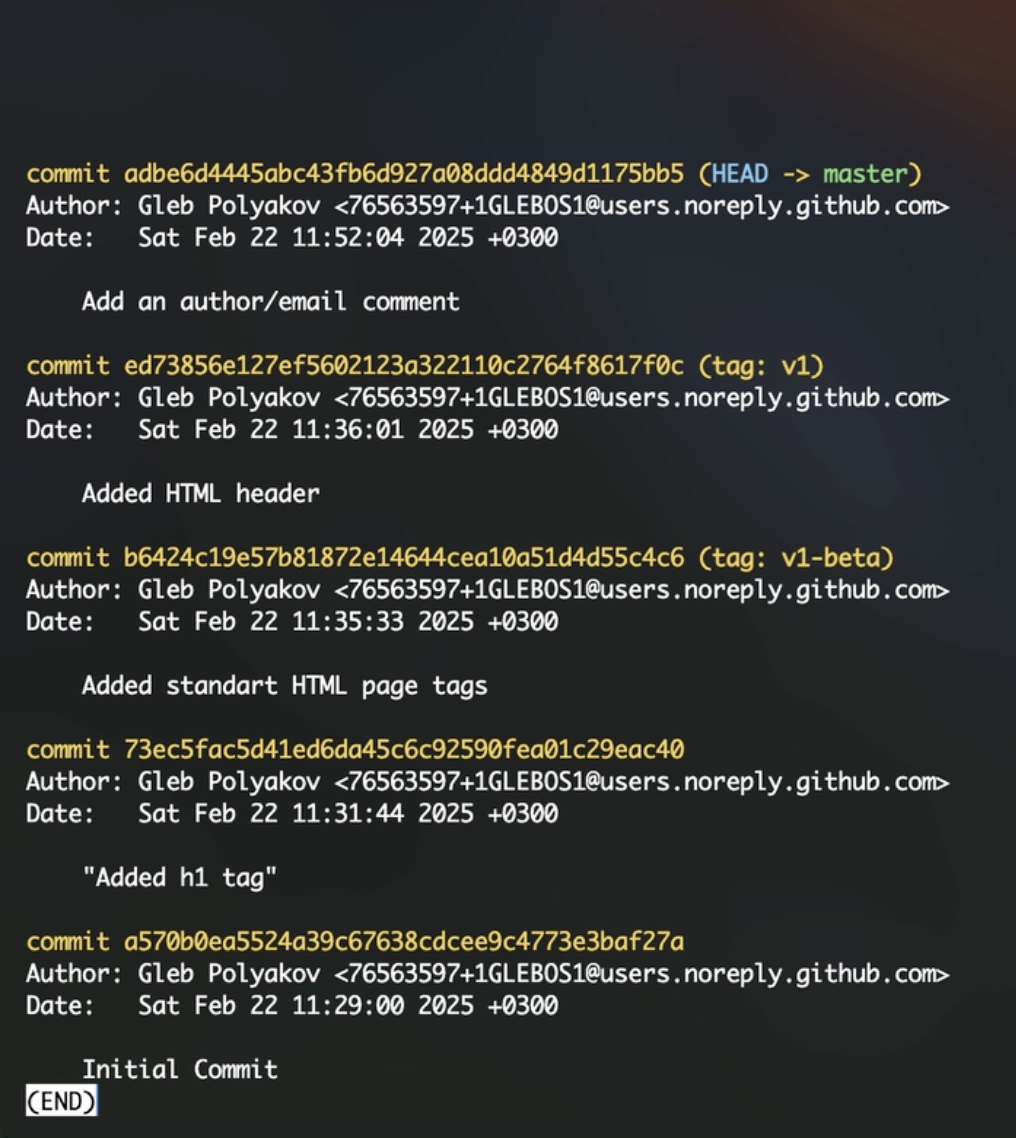 commit adbe6d4445abc43fb6d927a08ddd4849d1175bb5 (HEAD -> master)
Author: Gleb Polyakov <76563597+1GLEBOS1@users.noreply.github.com>
Date:   Sat Feb 22 11:52:04 2025 +0300
    Add an author/email comment
commit ed73856e127ef5602123a322110c2764f8617f0c (tag: v1)
Author: Gleb Polyakov <76563597+1GLEBOS1@users.noreply.github.com>
Date:   Sat Feb 22 11:36:01 2025 +0300
    Added HTML header
commit b6424c19e57b81872e14644cea10a51d4d55c4c6 (tag: v1-beta)
Author: Gleb Polyakov <76563597+1GLEBOS1@users.noreply.github.com>
Date:   Sat Feb 22 11:35:33 2025 +0300
    Added standart HTML page tags
commit 73ec5fac5d41ed6da45c6c92590fea01c29eac40
Author: Gleb Polyakov <76563597+1GLEBOS1@users.noreply.github.com>
Date:   Sat Feb 22 11:31:44 2025 +0300
    "Added h1 tag"
commit a570b0ea5524a39c67638cdcee9c4773e3baf27a
Author: Gleb Polyakov <76563597+1GLEBOS1@users.noreply.github.com>
Date:   Sat Feb 22 11:29:00 2025 +0300
    Initial Commit
(END)